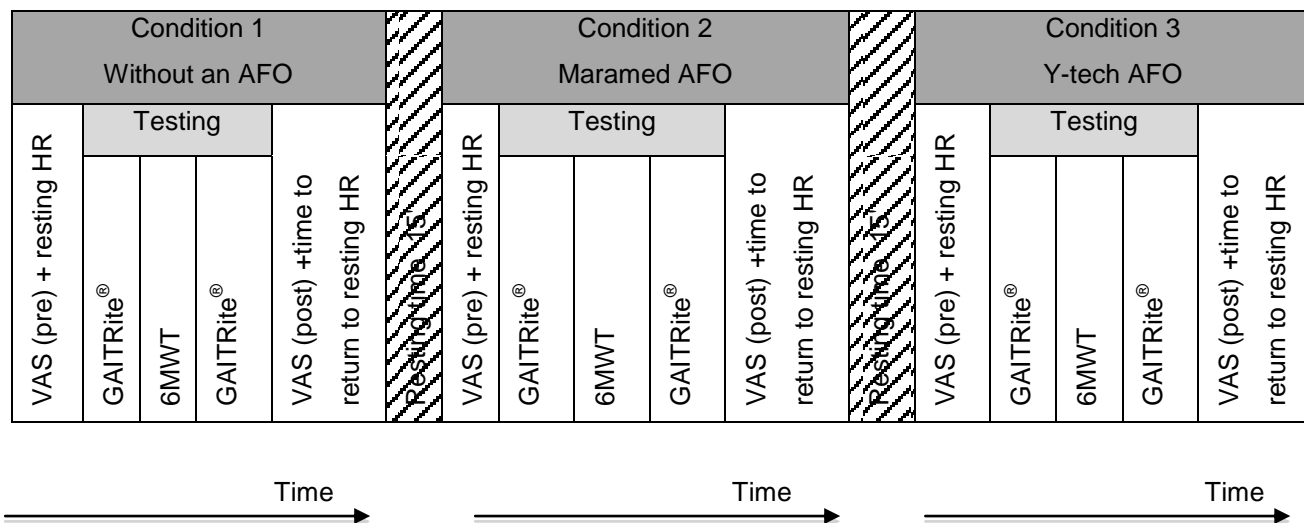 Condition 1
Without an AFO
Testing
VAS (pre) + resting HR
GAITRite®
6MWT
GAITRite®
VAS (post) +time to
return to resting HR
Resting time 15'
Condition 2
Maramed AFO
Testing
VAS (pre) + resting HR
GAITRite®
6MWT
GAITRite®
VAS (post) +time to
return to resting HR
Resting time 15'
Condition 3
Y-tech AFO
Testing
VAS (pre) + resting HR
GAITRite®
6MWT
GAITRite®
VAS (post) +time to
return to resting HR
Time
Time
Time